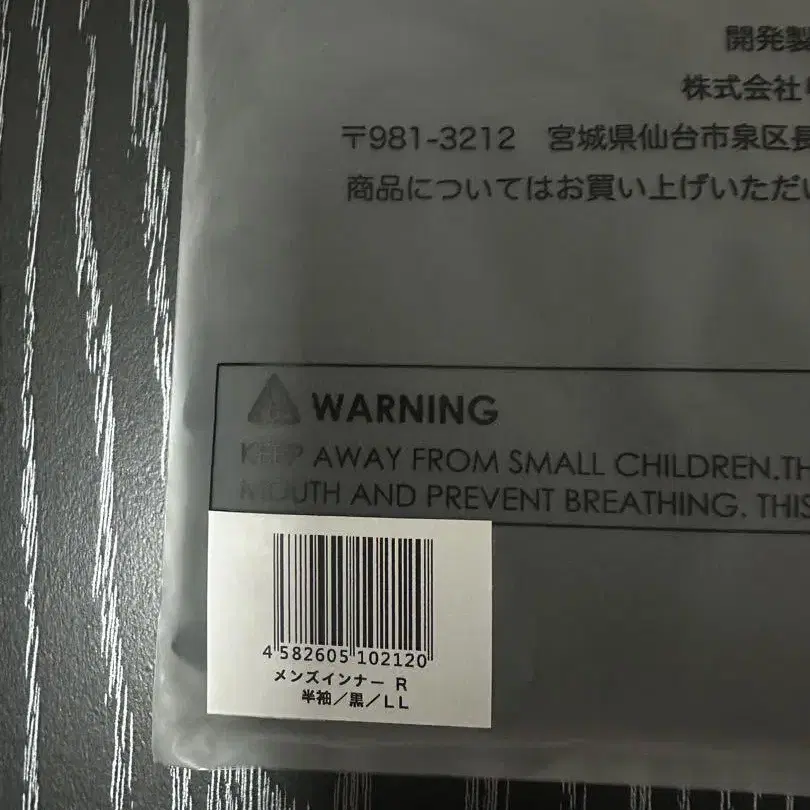 開発製
株式会社
〒981-3212 宮城県仙台市泉区長
商品についてはお買い上げいただい
WARNING
KEEP AWAY FROM SMALL CHILDREN.TH
MOUTH AND PREVENT BREATHING. THIS
4 582605 102120
メンズインナー R
半袖/黒/LL